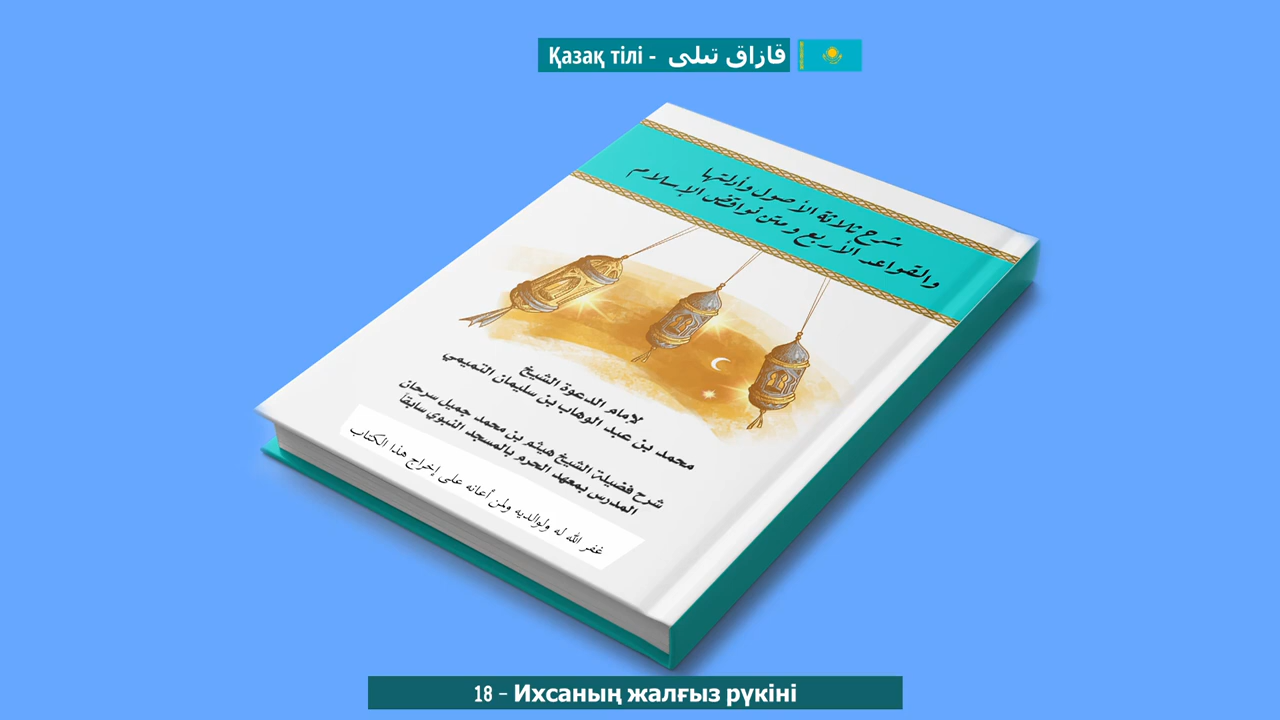 Қазақ тілі - قازاق تىلى
شرح ثلاثة الأصول وأدلتها
والقواعد الأربع ومتن نواقض الإسلام
لإمام الدعوة الشيخ
محمد بن عبد الوهاب بن سليمان التميمي
شرح فضيلة الشيخ هيثم بن محمد جميل سرحان
المدرس بمعهد الحرم بالمسجد النبوي سابقا
غفر الله له ولوالديه ولمن أعانه على إخراج هذا الكتاب
18 – Ихсаның жалғыз рүкіні